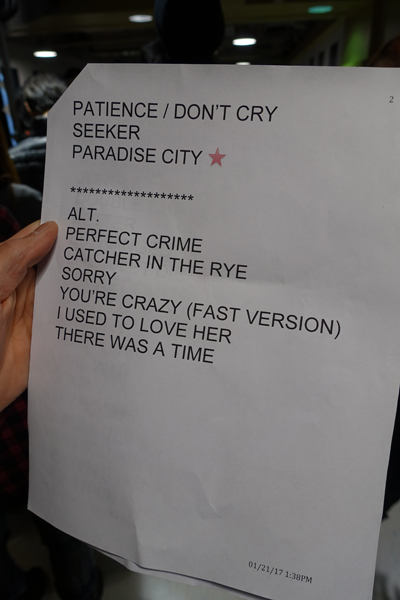 2
PATIENCE / DON'T CRY
SEEKER
PARADISE CITY
*******************
ALT.
PERFECT CRIME
CATCHER IN THE RYE
SORRY
YOU'RE CRAZY (FAST VERSION)
I USED TO LOVE HER
THERE WAS A TIME
01/21/17 1:38PM